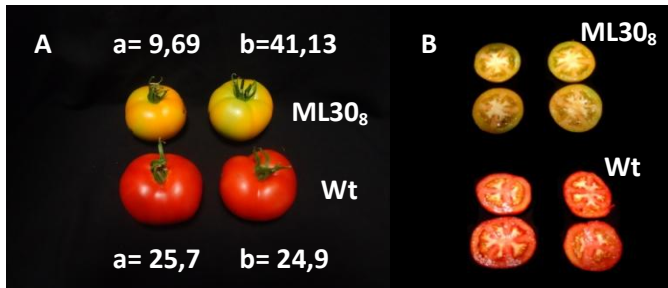 A
a= 9,69 b=41,13
ML30₈
Wt
a= 25,7 b= 24,9
B
ML30₈
Wt